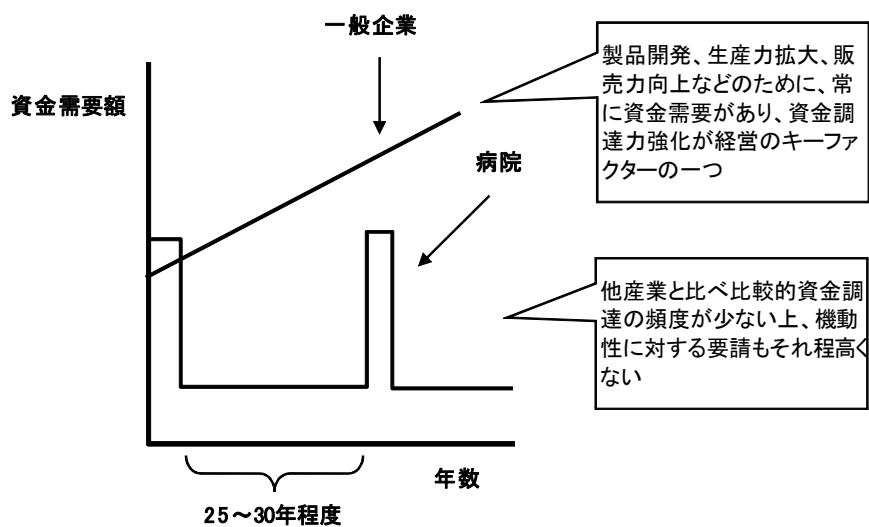 一般企業
資金需要額
製品開発、生産力拡大、販
売力向上などのために、常
に資金需要があり、資金調
達力強化が経営のキーファ
クターの一つ
病院
他産業と比べ比較的資金調
達の頻度が少ない上、機動
性に対する要請もそれ程高く
ない
年数
25～30年程度